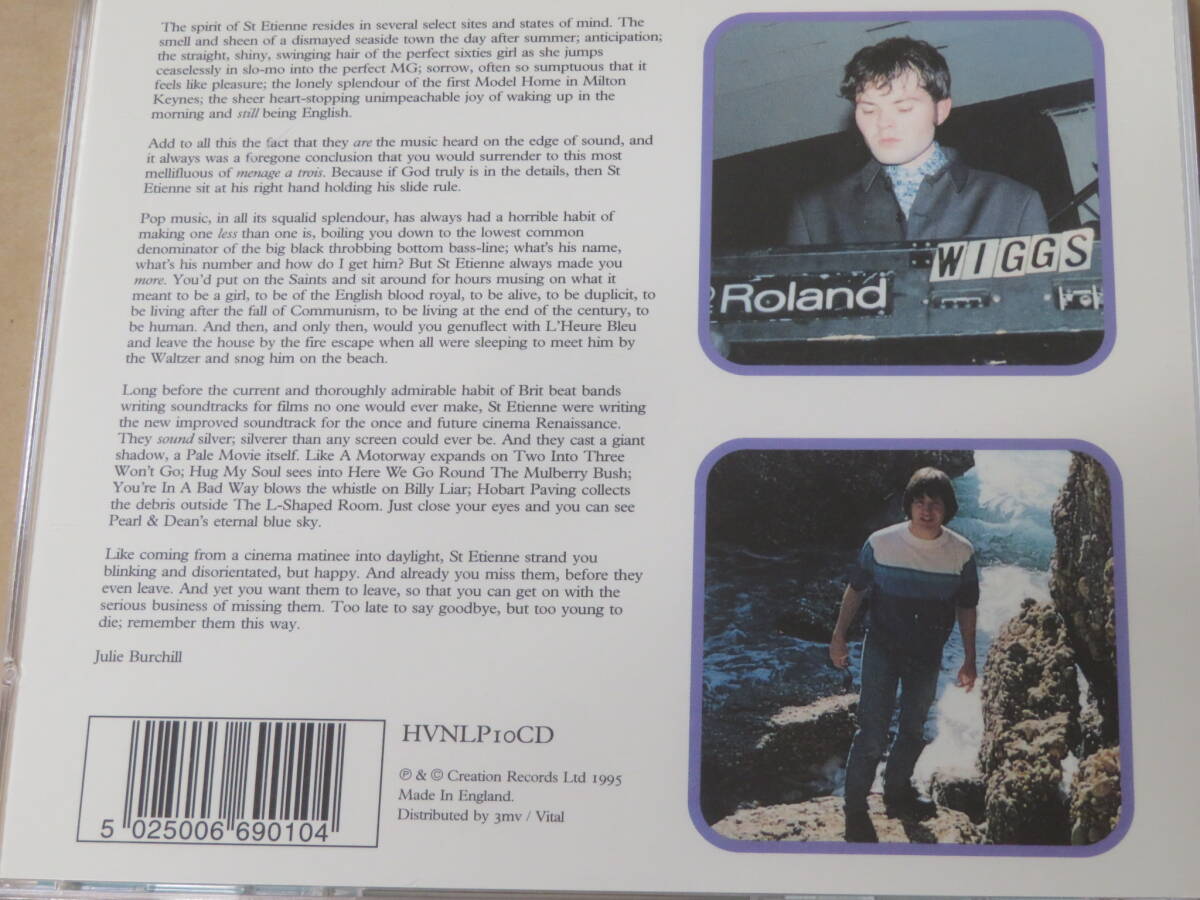 The spirit of St Etienne resides in several select sites and states of mind. The
smell and sheen of a dismayed seaside town the day after summer; anticipation;
the straight, shiny, swinging hair of the perfect sixties girl as she jumps
ceaselessly in slo-mo into the perfect MG; sorrow, often so sumptuous that it
feels like pleasure; the lonely splendour of the first Model Home in Milton
Keynes; the sheer heart-stopping unimpeachable joy of waking up in the
morning and still being English.
Add to all this the fact that they are the music heard on the edge of sound, and
it always was a foregone conclusion that you would surrender to this most
mellifluous of menage a trois. Because if God truly is in the details, then St
Etienne sit at his right hand holding his slide rule.
Pop music, in all its squalid splendour, has always had a horrible habit of
making one less than one is, boiling you down to the lowest common
denominator of the big black throbbing bottom bass-line; what's his name,
what's his number and how do I get him? But St Etienne always made you
more. You'd put on the Saints and sit around for hours musing on what it
meant to be a girl, to be of the English blood royal, to be alive, to be duplicit, to
be living after the fall of Communism, to be living at the end of the century, to
be human. And then, and only then, would you genuflect with L'Heure Bleu
and leave the house by the fire escape when all were sleeping to meet him by
the Waltzer and snog him on the beach.
Long before the current and thoroughly admirable habit of Brit beat bands
writing soundtracks for films no one would ever make, St Etienne were writing
the new improved soundtrack for the once and future cinema Renaissance.
They sound silver; silverer than any screen could ever be. And they cast a giant
shadow, a Pale Movie itself. Like A Motorway expands on Two Into Three
Won't Go; Hug My Soul sees into Here We Go Round The Mulberry Bush;
You're In A Bad Way blows the whistle on Billy Liar; Hobart Paving collects
the debris outside The L-Shaped Room. Just close your eyes and you can see
Pearl & Dean's eternal blue sky.
Like coming from a cinema matinee into daylight, St Etienne strand you
blinking and disorientated, but happy. And already you miss them, before they
even leave. And yet you want them to leave, so that you can get on with the
serious business of missing them. Too late to say goodbye, but too young to
die; remember them this way.
Julie Burchill
5 025006 690104
HVNLP10CD
℗ & © Creation Records Ltd 1995
Made In England.
Distributed by 3mv / Vital
WIGGS
Roland